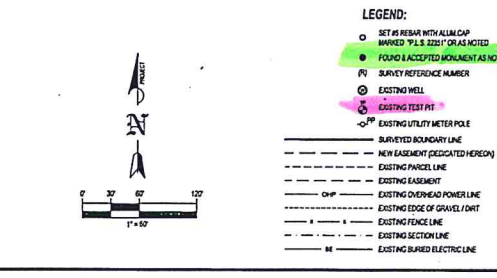 LEGEND:
SET #5 REBAR WITH ALUM.CAP
MARKED "P.L.S. 22351" OR AS NOTED
FOUND & ACCEPTED MONUMENT AS NO
SURVEY REFERENCE NUMBER
EXISTING WELL
EXISTING TEST PIT
PP EXISTING UTILITY METER POLE
SURVEYED BOUNDARY LINE
NEW EASEMENT (DEDICATED HEREON)
EXISTING PARCEL LINE
EXISTING EASEMENT
OHP EXISTING OVERHEAD POWER LINE
EXISTING EDGE OF GRAVEL / DIRT
X X EXISTING FENCE LINE
EXISTING SECTION LINE
BE EXISTING BURIED ELECTRIC LINE
PROJECT
N
0' 30' 60' 120'
1" = 60'